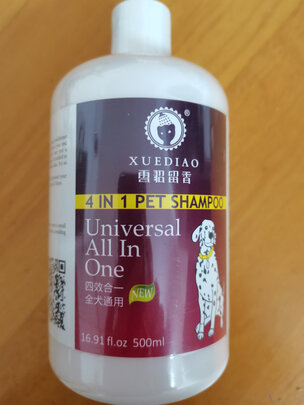 ®
XUEDIAO
雪貂留香
4 IN 1 PET SHAMPOO
Universal
All In
One
四效合一
全犬通用
NEW
16.91 fl.oz 500ml